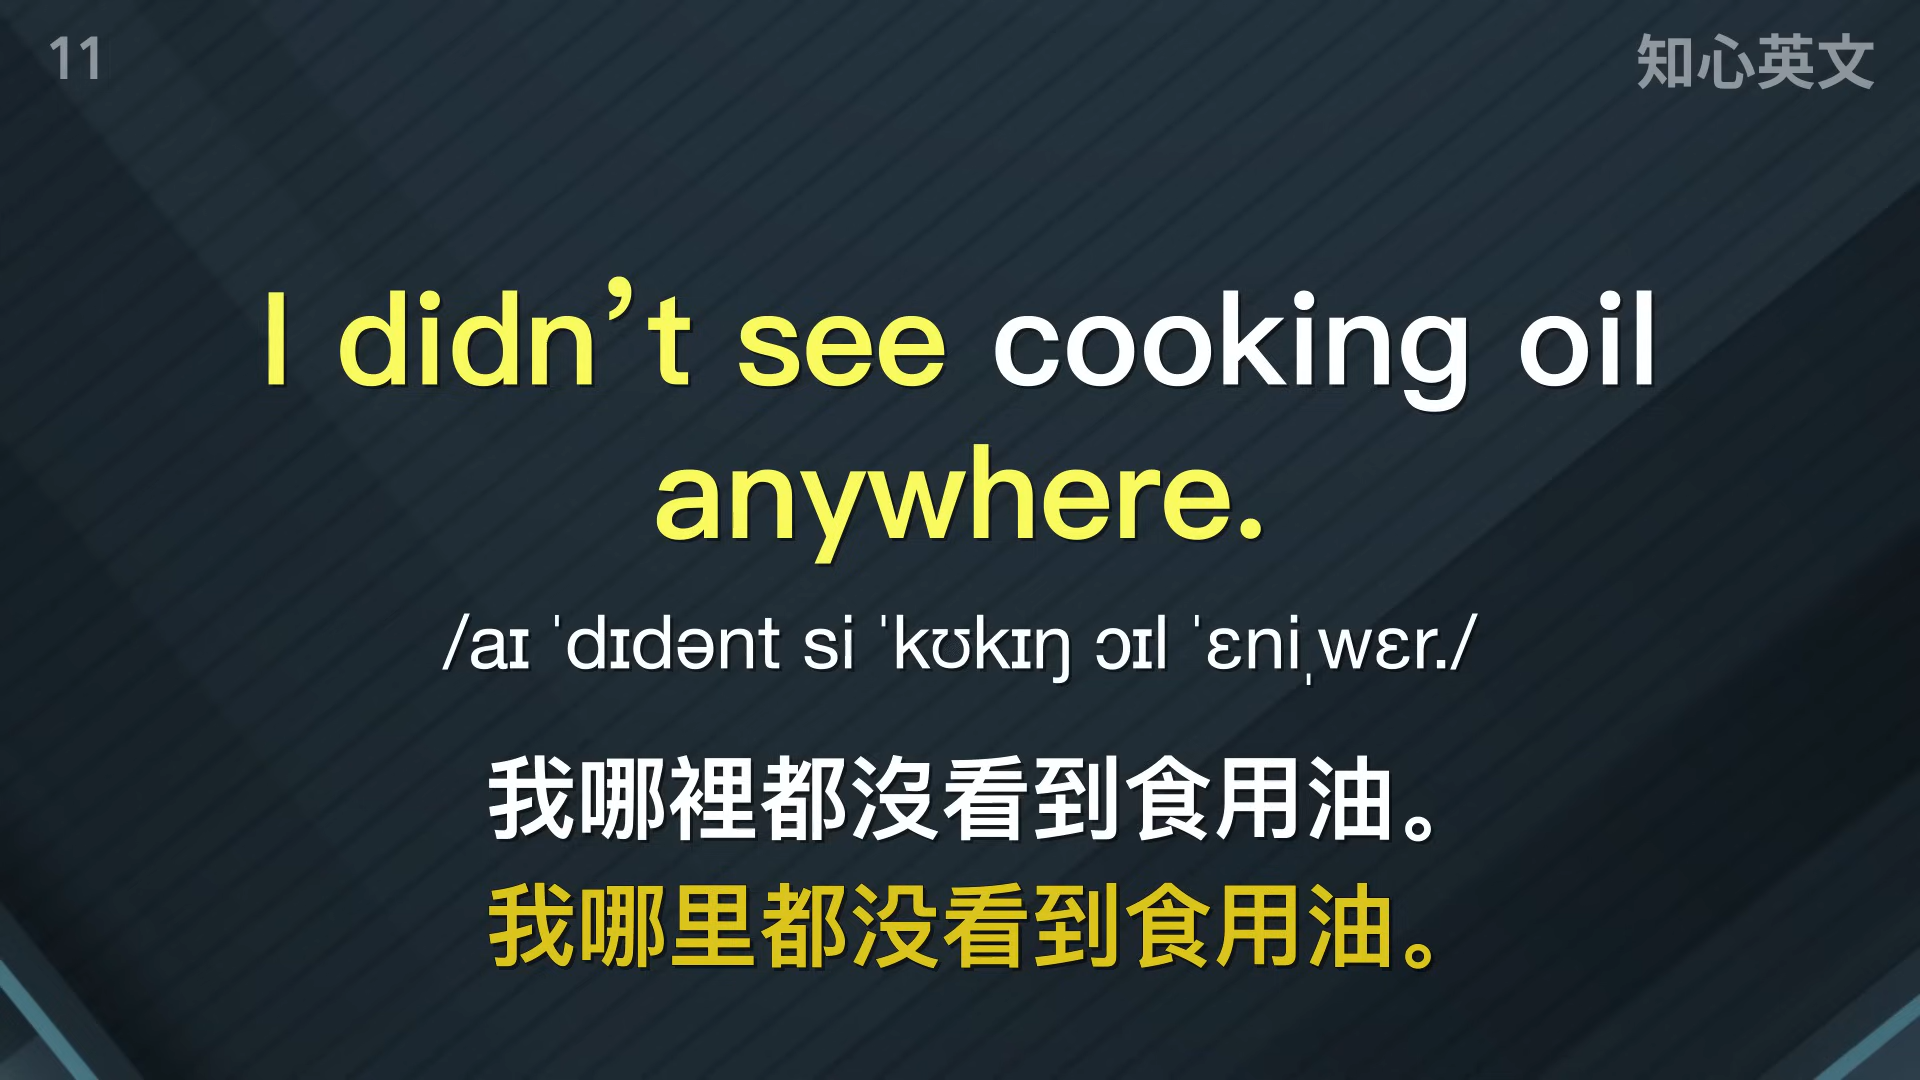 11
知心英文
I didn’t see cooking oil
anywhere.
/aɪ ˈdɪdənt si ˈkʊkɪŋ ɔɪl ˈɛniˌwɛr./
我哪裡都沒看到食用油。
我哪里都没看到食用油。